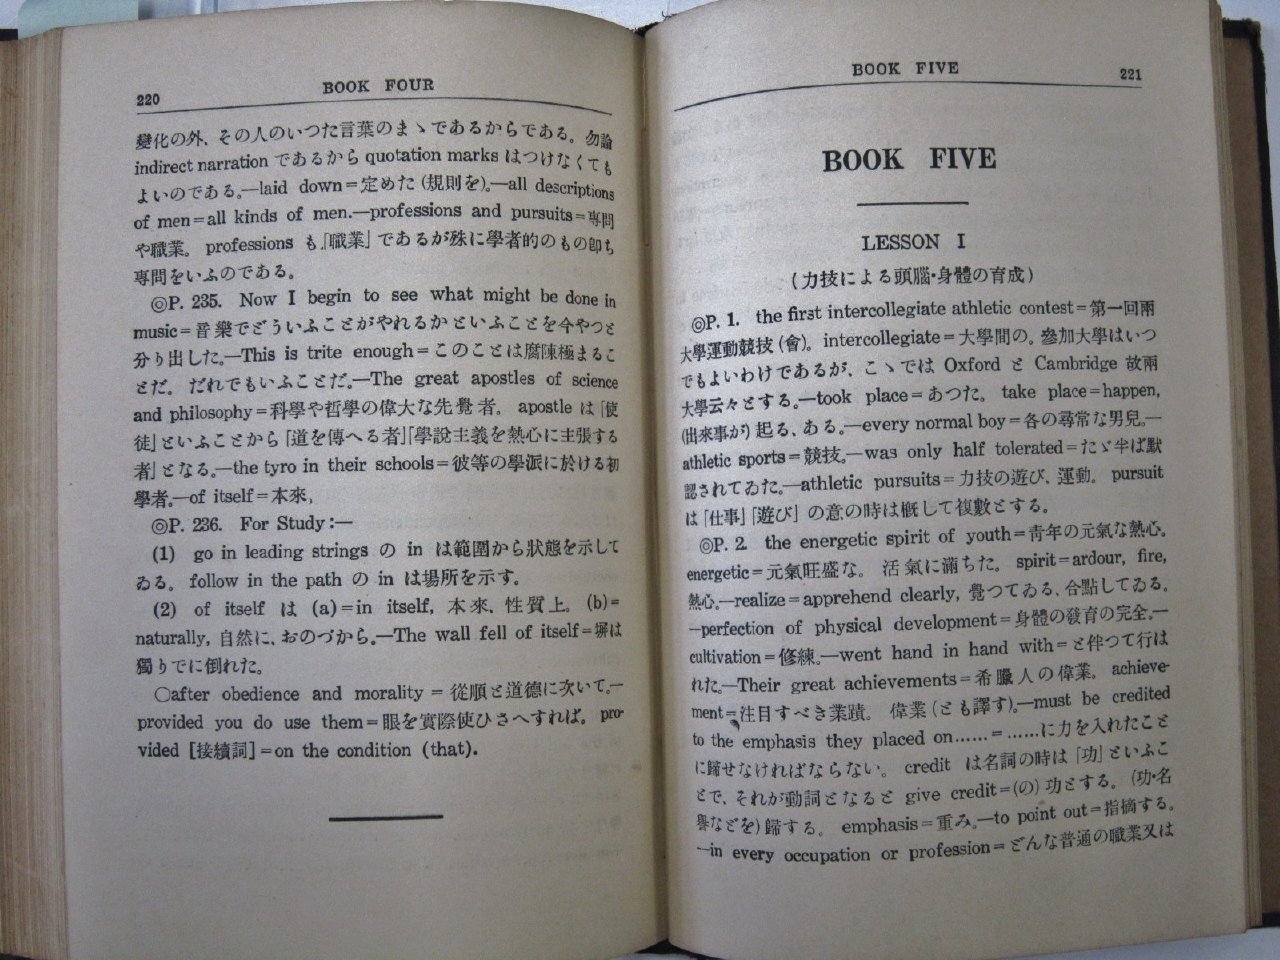 220
BOOK FOUR
變化の外、その人のいつた言葉のまゝであるからである。勿論
indirect narration であるから quotation marks はつけなくても
よいのである。—laid down=定めた (規則を)。—all descriptions
of men=all kinds of men.—professions and pursuits=專問
や職業。 professions も「職業」であるが殊に學者的のもの卽ち
專問をいふのである。
◎P. 235. Now I begin to see what might be done in
music=音樂でどういふことがやれるかといふことを今やつと
分り出した。—This is trite enough=このことは腐陳極まるこ
とだ。 だれでもいふことだ。—The great apostles of science
and philosophy=科學や哲學の偉大な先覺者。 apostle は「使
徒」といふことから「道を傳へる者」「學說主義を熱心に主張する
者」となる。—the tyro in their schools=彼等の學派に於ける初
學者。—of itself=本來,
◎P. 236. For Study:—
(1) go in leading strings の in は範圍から狀態を示して
ゐる。 follow in the path の in は場所を示す。
(2) of itself は (a)=in itself, 本來、性質上。 (b)=
naturally, 自然に、おのづから。—The wall fell of itself=塀は
獨りでに倒れた。
○after obedience and morality=從順と道德に次いで。—
provided you do use them=眼を實際使ひさへすれば。 pro-
vided [接續詞]=on the condition (that).
BOOK FIVE
221
BOOK FIVE
LESSON I
(力技による頭腦・身體の育成)
◎P. 1. the first intercollegiate athletic contest=第一回兩
大學運動競技 (會)。 intercollegiate=大學間の。參加大學はいつ
でもよいわけであるが、こゝでは Oxford と Cambridge 故兩
大學云々とする。—took place=あつた。 take place=happen,
(出來事が) 起る、ある。—every normal boy=各の尋常な男兒。—
athletic sports=競技。—was only half tolerated=たゞ半ば默
認されてゐた。—athletic pursuits=力技の遊び、運動。 pursuit
は「仕事」「遊び」の意の時は概して複數とする。
◎P. 2. the energetic spirit of youth=靑年の元氣な熱心。
energetic=元氣旺盛な。 活氣に滿ちた。 spirit=ardour, fire,
熱心。—realize=apprehend clearly, 覺つてゐる、合點してゐる。
—perfection of physical development=身體の發育の完全。—
cultivation=修練。—went hand in hand with=と伴つて行は
れた。—Their great achievements=希臘人の偉業。 achieve-
ment=注目すべき業蹟。 偉業 (とも譯す)。—must be credited
to the emphasis they placed on......=......に力を入れたこと
に歸せなければならない。 credit は名詞の時は「功」といふこ
とで、それが動詞となると give credit=(の) 功とする。 (功・名
譽などを) 歸する。 emphasis=重み。—to point out=指摘する。
—in every occupation or profession=どんな普通の職業又は